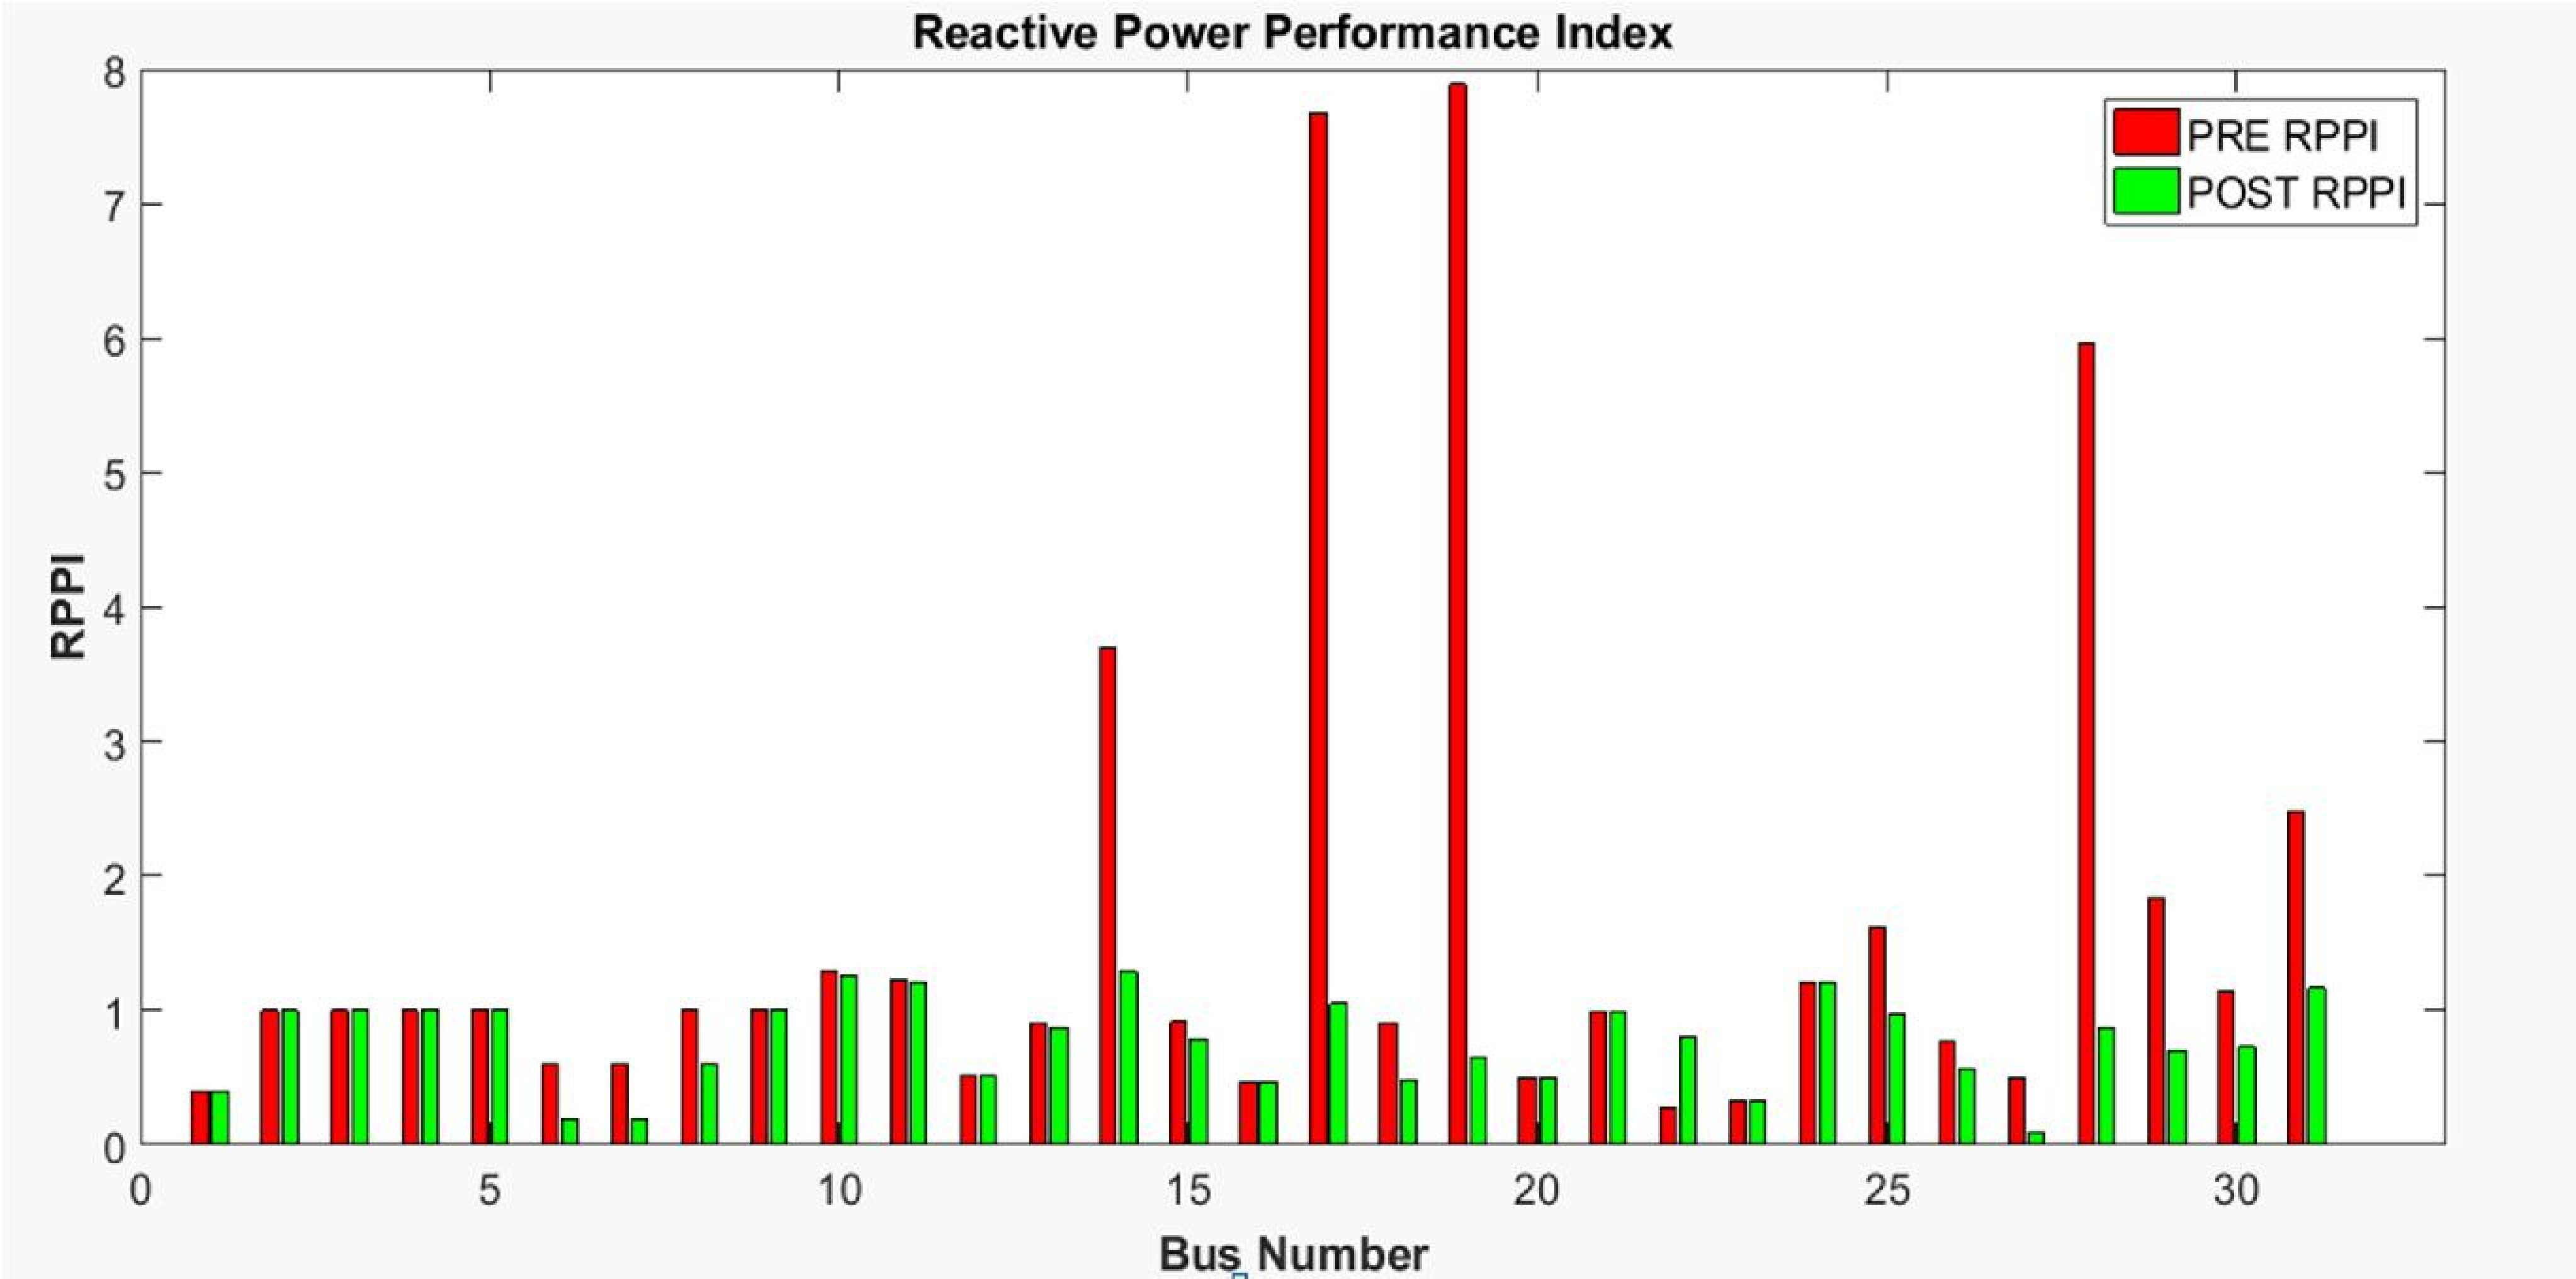 Reactive Power Performance Index
8
7
6
5
4
3
2
1
0
RPPI
PRE RPPI
POST RPPI
0 5 10 15 20 25 30
Bus Number